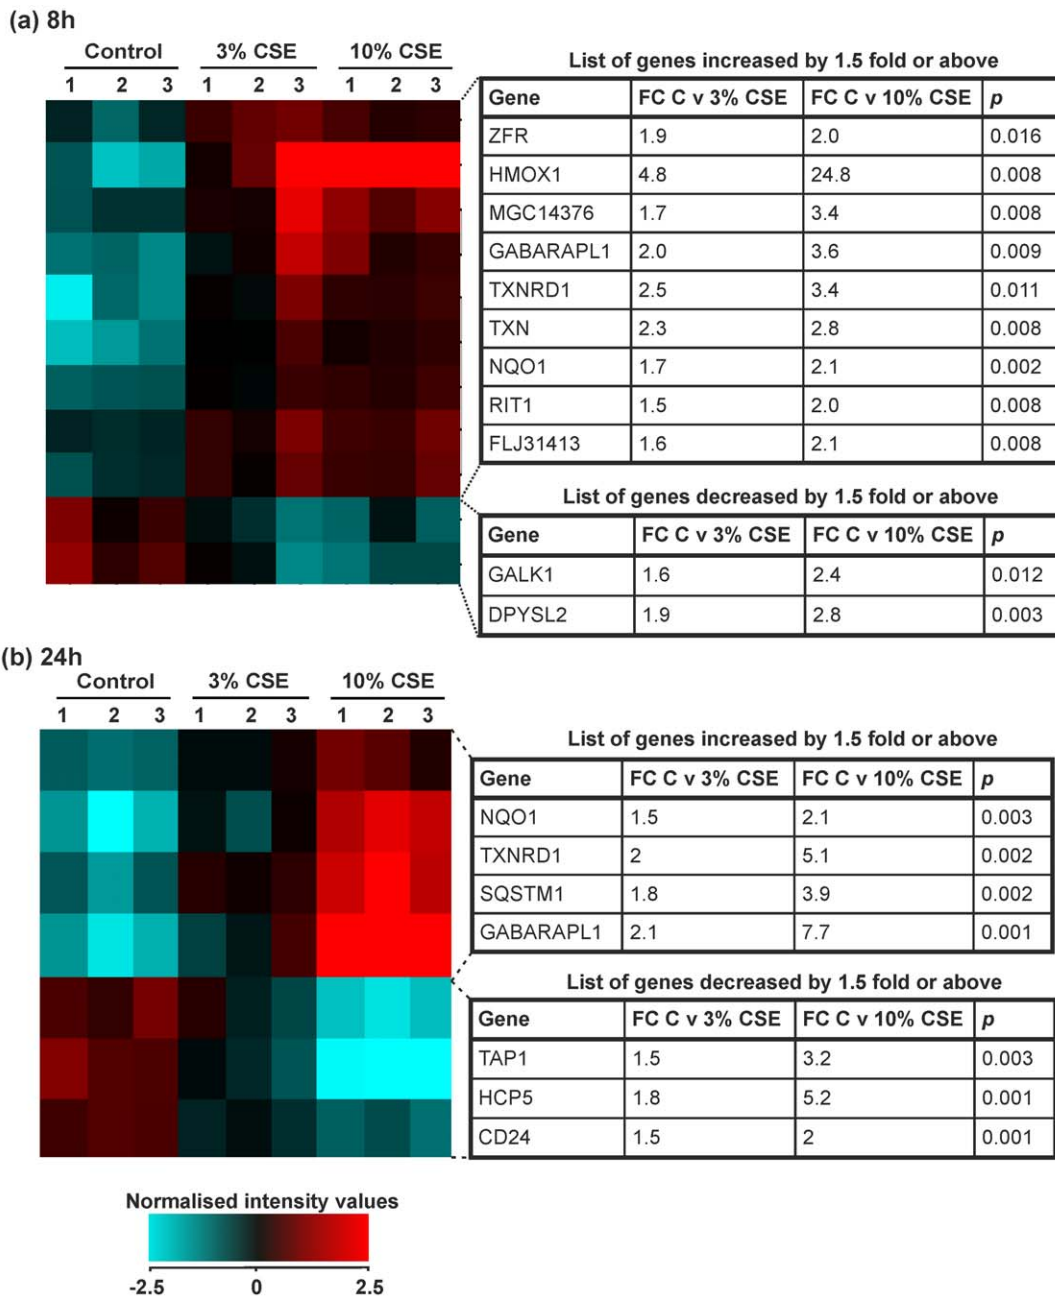 (a) 8h
Control 3% CSE 10% CSE
1 2 3 1 2 3 1 2 3
List of genes increased by 1.5 fold or above
Gene FC C v 3% CSE FC C v 10% CSE p
ZFR 1.9 2.0 0.016
HMOX1 4.8 24.8 0.008
MGC14376 1.7 3.4 0.008
GABARAPL1 2.0 3.6 0.009
TXNRD1 2.5 3.4 0.011
TXN 2.3 2.8 0.008
NQO1 1.7 2.1 0.002
RIT1 1.5 2.0 0.008
FLJ31413 1.6 2.1 0.008
List of genes decreased by 1.5 fold or above
Gene FC C v 3% CSE FC C v 10% CSE p
GALK1 1.6 2.4 0.012
DPYSL2 1.9 2.8 0.003
(b) 24h
Control 3% CSE 10% CSE
1 2 3 1 2 3 1 2 3
List of genes increased by 1.5 fold or above
Gene FC C v 3% CSE FC C v 10% CSE p
NQO1 1.5 2.1 0.003
TXNRD1 2 5.1 0.002
SQSTM1 1.8 3.9 0.002
GABARAPL1 2.1 7.7 0.001
List of genes decreased by 1.5 fold or above
Gene FC C v 3% CSE FC C v 10% CSE p
TAP1 1.5 3.2 0.003
HCP5 1.8 5.2 0.001
CD24 1.5 2 0.001
Normalised intensity values
-2.5 0 2.5